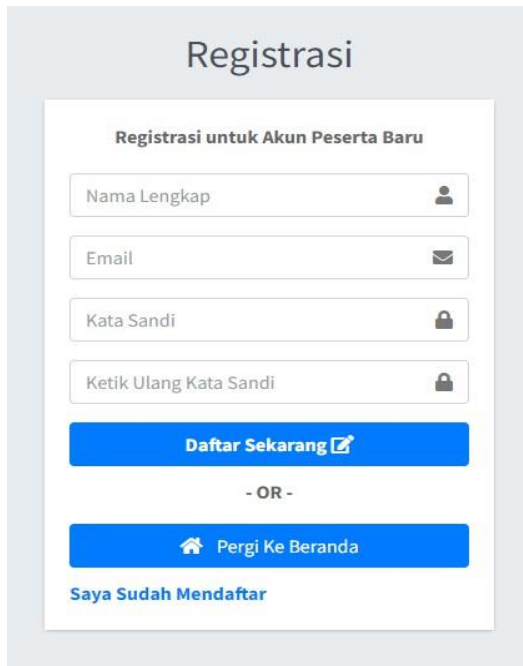 Registrasi
Registrasi untuk Akun Peserta Baru
Nama Lengkap
Email
Kata Sandi
Ketik Ulang Kata Sandi
Daftar Sekarang
- OR -
Pergi Ke Beranda
Saya Sudah Mendaftar